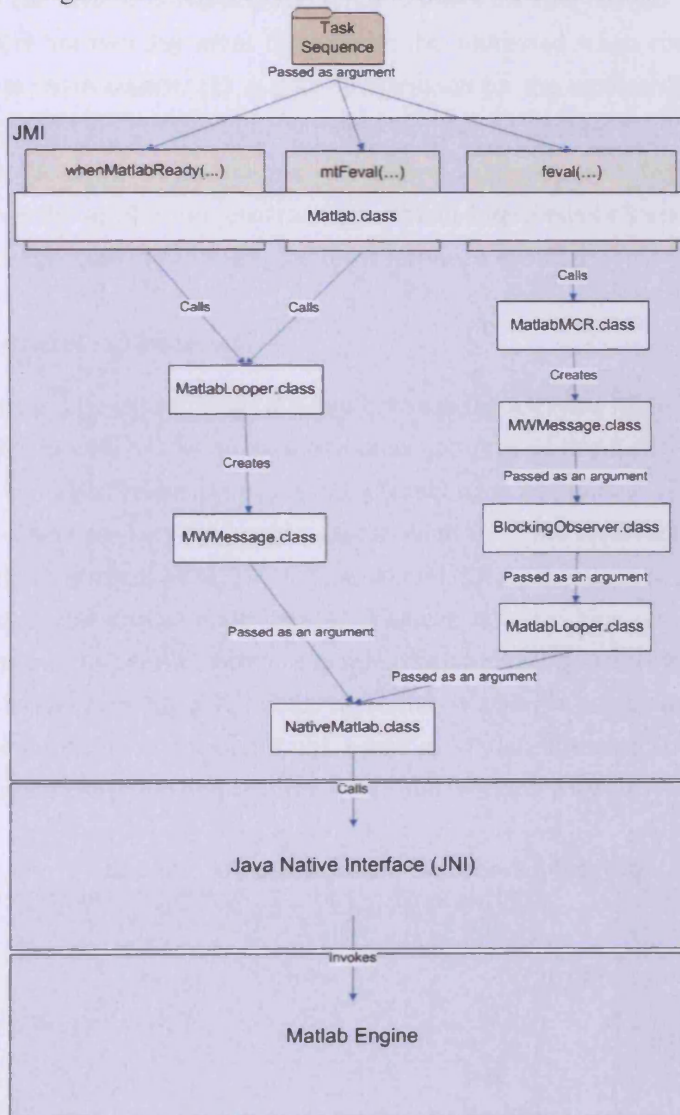 Task
Sequence
Passed as argument
JMI
whenMatlabReady(...)
mtFeval(...)
feval(...)
Matlab.class
Calls
Calls
Calls
MatlabMCR.class
MatlabLooper.class
Creates
MWMessage.class
Creates
Passed as an argument
BlockingObserver.class
MWMessage.class
Passed as an argument
MatlabLooper.class
Passed as an argument
Passed as an argument
NativeMatlab.class
Calls
Java Native Interface (JNI)
Invokes
Matlab Engine